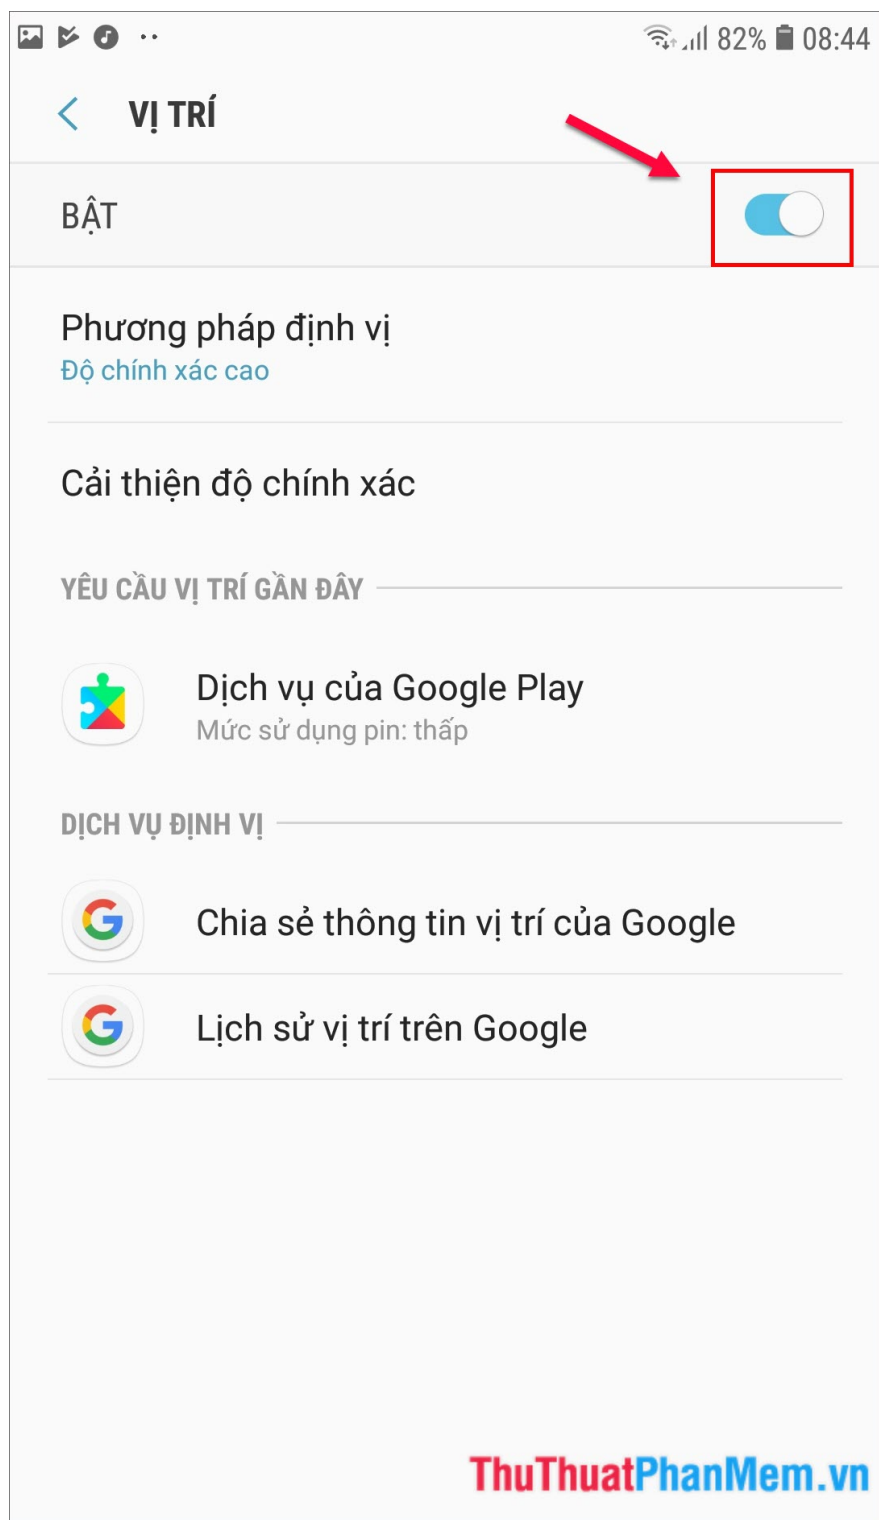 82% 08:44
VỊ TRÍ
BẬT
Phương pháp định vị
Độ chính xác cao
Cải thiện độ chính xác
YÊU CẦU VỊ TRÍ GẦN ĐÂY
Dịch vụ của Google Play
Mức sử dụng pin: thấp
DỊCH VỤ ĐỊNH VỊ
Chia sẻ thông tin vị trí của Google
Lịch sử vị trí trên Google
ThuThuatPhanMem.vn